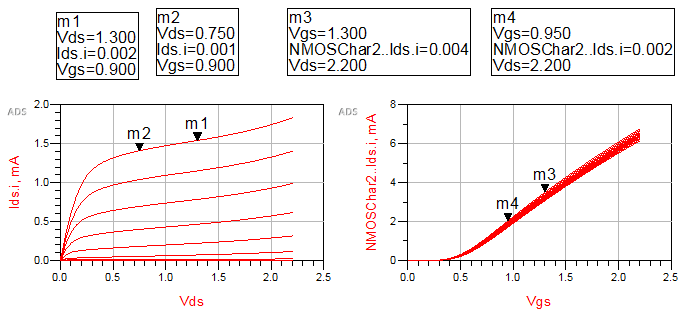 m1
Vds=1.300
Ids.i=0.002
Vgs=0.900
m2
Vds=0.750
Ids.i=0.001
Vgs=0.900
m3
Vgs=1.300
NMOSChar2..Ids.i=0.004
Vds=2.200
m4
Vgs=0.950
NMOSChar2..Ids.i=0.002
Vds=2.200
ADS
2.0
1.5
1.0
0.5
0.0
Ids.i, mA
m2
m1
0.0
0.5
1.0
1.5
2.0
2.5
Vds
ADS
8
6
4
2
0
NMOSChar2..Ids.i, mA
m4
m3
0.0
0.5
1.0
1.5
2.0
2.5
Vgs